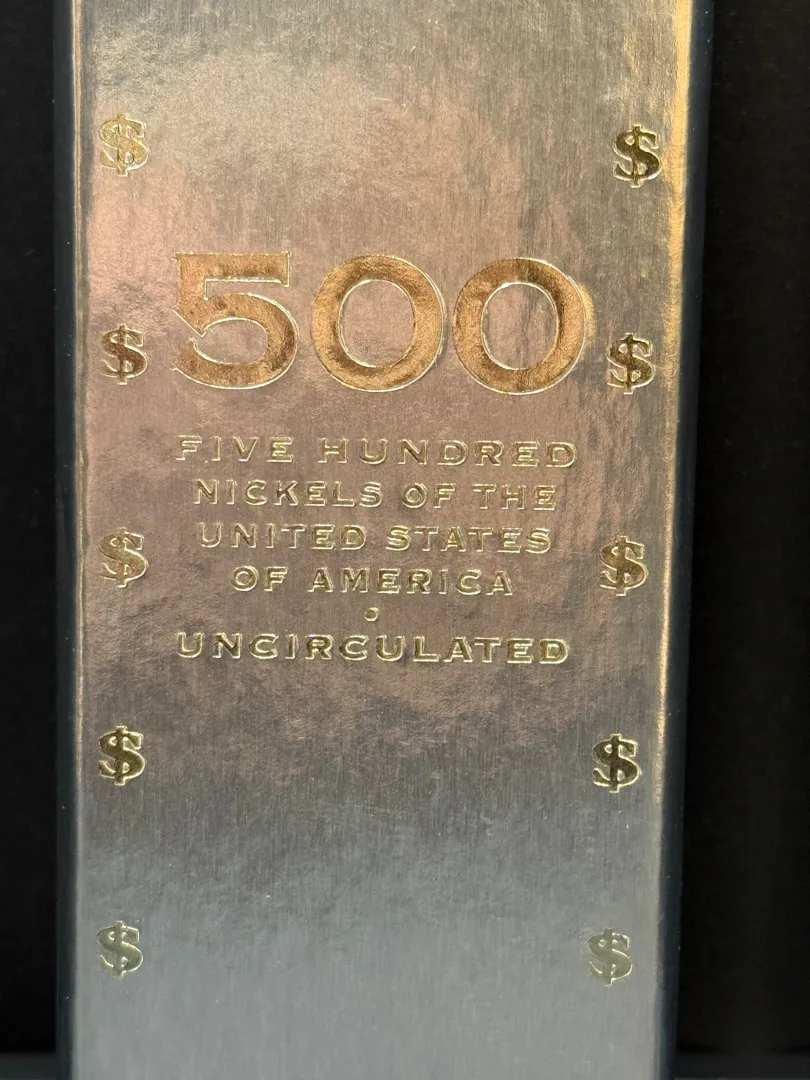 $ $
500
$ $
FIVE HUNDRED
NICKELS OF THE
UNITED STATES
$ $
OF AMERICA
•
UNCIRCULATED
$ $
$ $